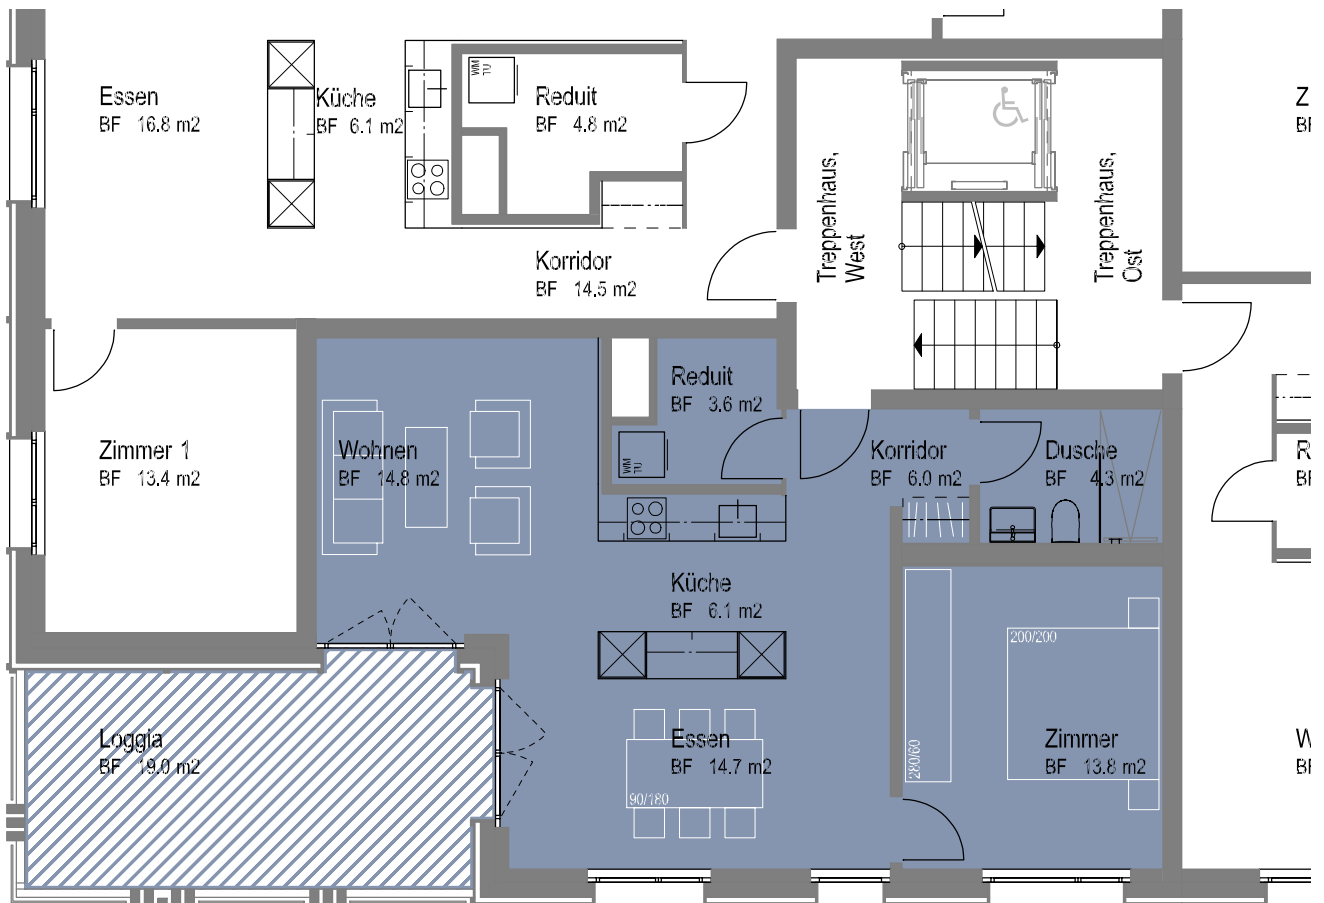 Essen
BF 16.8 m2
Küche
BF 6.1 m2
WM
TU
Reduit
BF 4.8 m2
Korridor
BF 14.5 m2
Treppenhaus,
West
Treppenhaus,
Ost
Z
BF
Zimmer 1
BF 13.4 m2
Wohnen
BF 14.8 m2
Reduit
BF 3.6 m2
WM
TU
Korridor
BF 6.0 m2
Dusche
BF 4.3 m2
R
BF
Küche
BF 6.1 m2
200/200
Loggia
BF 19.0 m2
Essen
BF 14.7 m2
90/180
280/60
Zimmer
BF 13.8 m2
W
BF